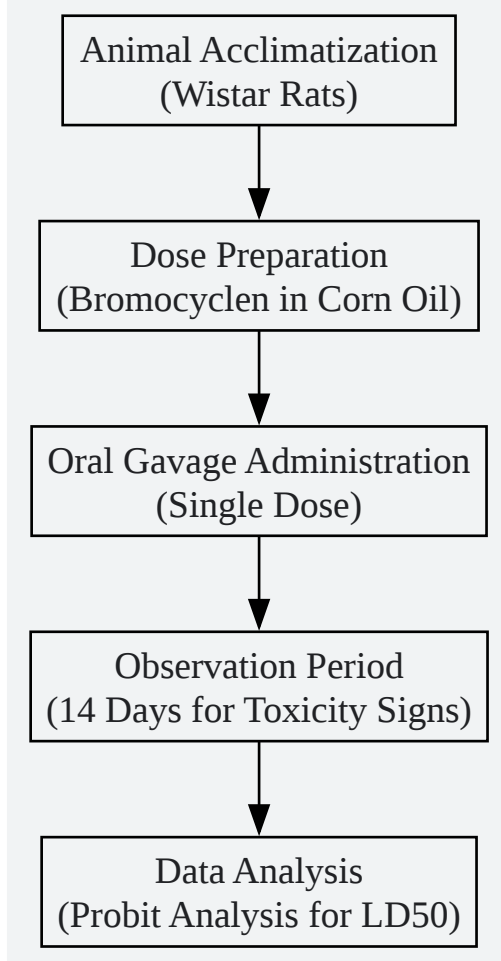 Animal Acclimatization
(Wistar Rats)
Dose Preparation
(Bromocyclen in Corn Oil)
Oral Gavage Administration
(Single Dose)
Observation Period
(14 Days for Toxicity Signs)
Data Analysis
(Probit Analysis for LD50)